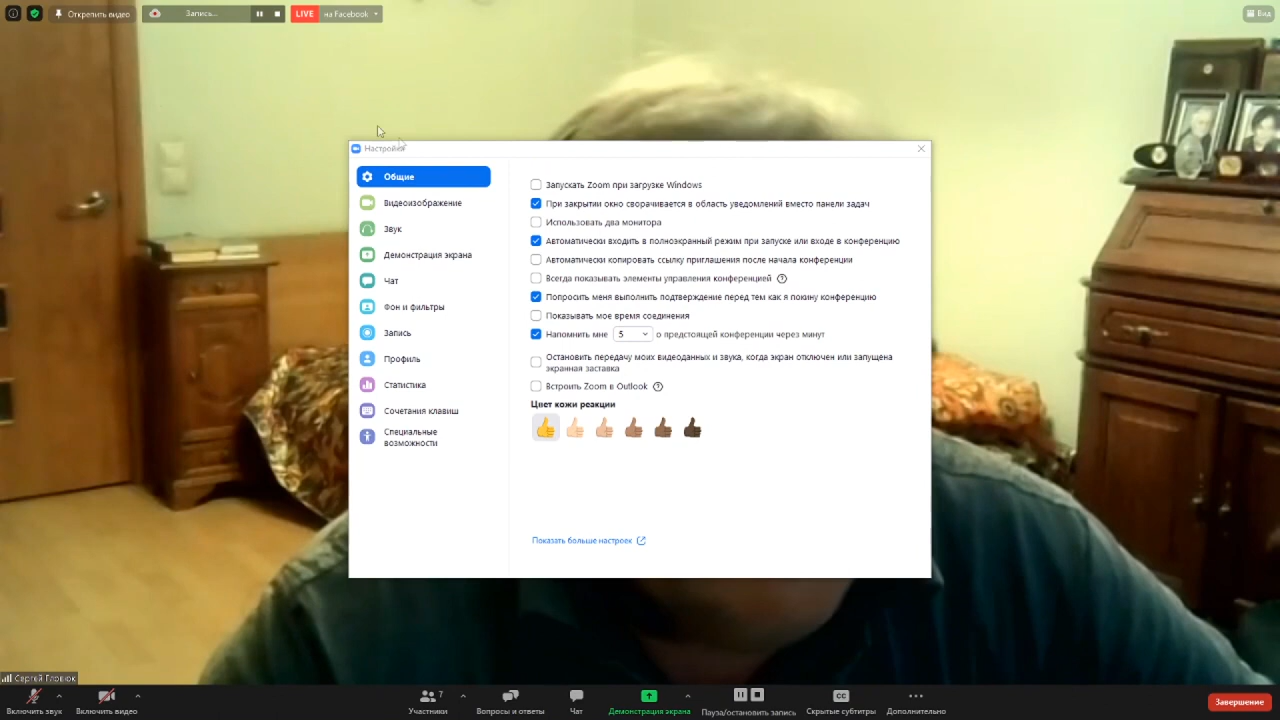 Открепить видео
Запись...
LIVE на Facebook
Вид
Настройки
Общие
Видеоизображение
Звук
Демонстрация экрана
Чат
Фон и фильтры
Запись
Профиль
Статистика
Сочетания клавиш
Специальные
возможности
Запускать Zoom при загрузке Windows
При закрытии окно сворачивается в область уведомлений вместо панели задач
Использовать два монитора
Автоматически входить в полноэкранный режим при запуске или входе в конференцию
Автоматически копировать ссылку приглашения после начала конференции
Всегда показывать элементы управления конференцией
Попросить меня выполнить подтверждение перед тем как я покину конференцию
Показывать мое время соединения
Напомнить мне 5 о предстоящей конференции через минут
Остановить передачу моих видеоданных и звука, когда экран отключен или запущена
экранная заставка
Встроить Zoom в Outlook
Цвет кожи реакции
Показать больше настроек
Сергей Гловюк
Включить звук
Включить видео
7
Участники
Вопросы и ответы
Чат
Демонстрация экрана
Пауза/остановить запись
CC
Скрытые субтитры
Дополнительно
Завершение